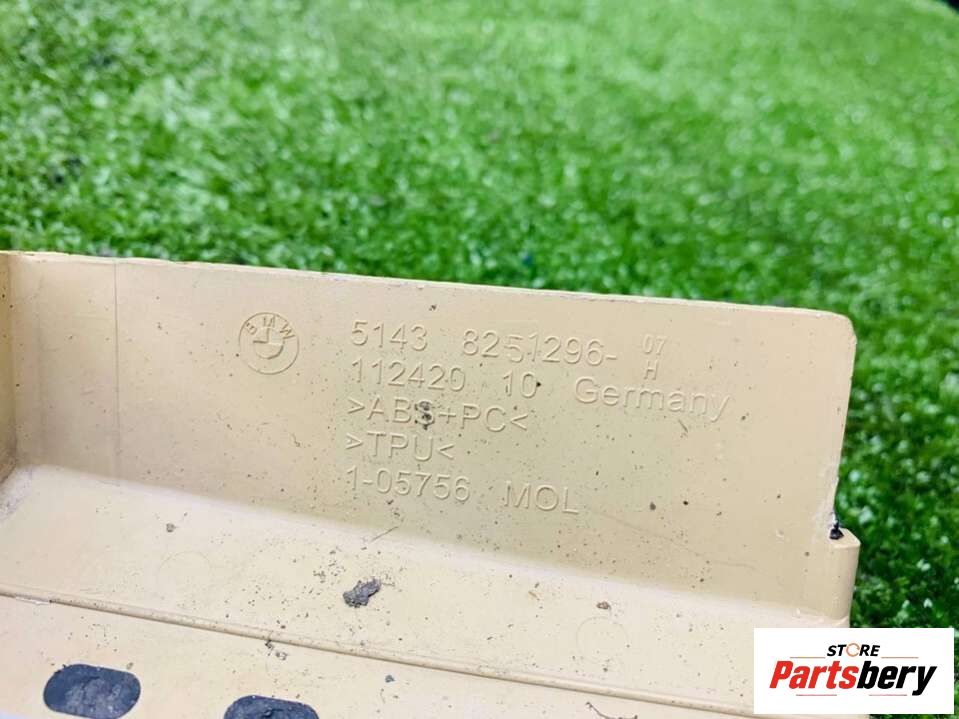 BMW
5143 8251296- 07 H
112420 10 Germany
>ABS+PC<
>TPU<
1-05756 MOL
STORE
Partsbery